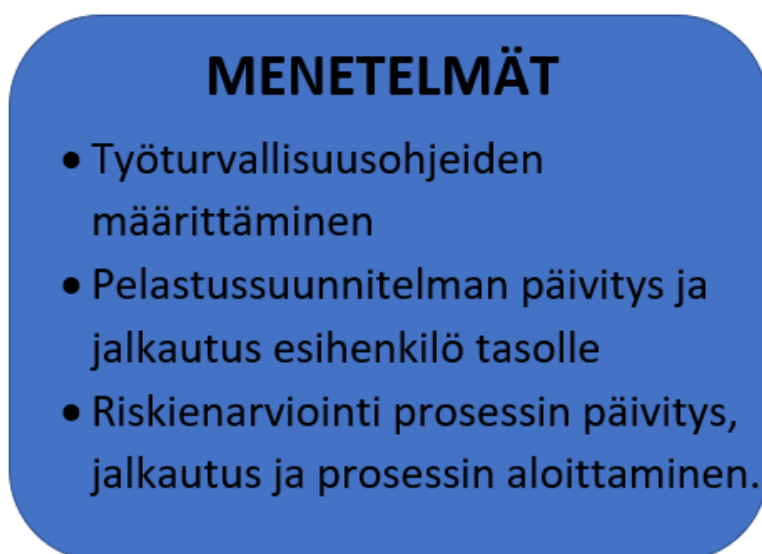 MENETELMÄT
• Työturvallisuusohjeiden
määrittäminen
• Pelastussuunnitelman päivitys ja
jalkautus esihenkilö tasolle
• Riskienarviointi prosessin päivitys,
jalkautus ja prosessin aloittaminen.